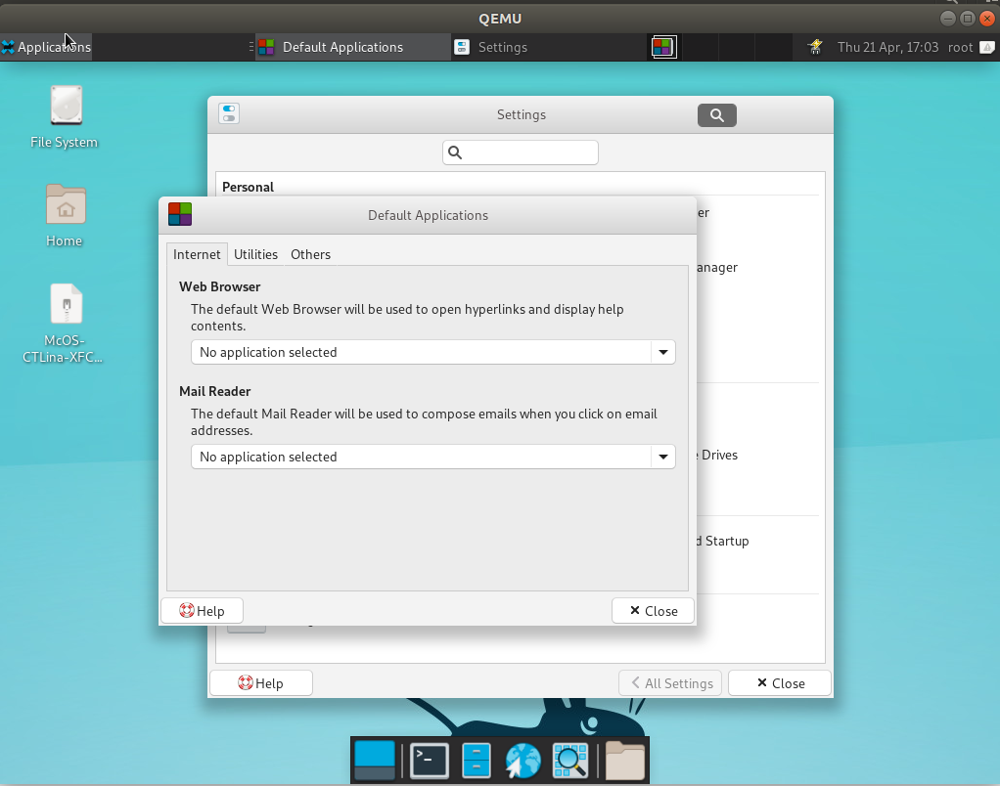 QEMU
Applications
Default Applications
Settings
Thu 21 Apr, 17:03
root
File System
Home
McOS-
CTLina-XFC...
Settings
Personal
er
anager
Drives
d Startup
Default Applications
Internet
Utilities
Others
Web Browser
The default Web Browser will be used to open hyperlinks and display help
contents.
No application selected
Mail Reader
The default Mail Reader will be used to compose emails when you click on email
addresses.
No application selected
Help
Close
Help
All Settings
Close